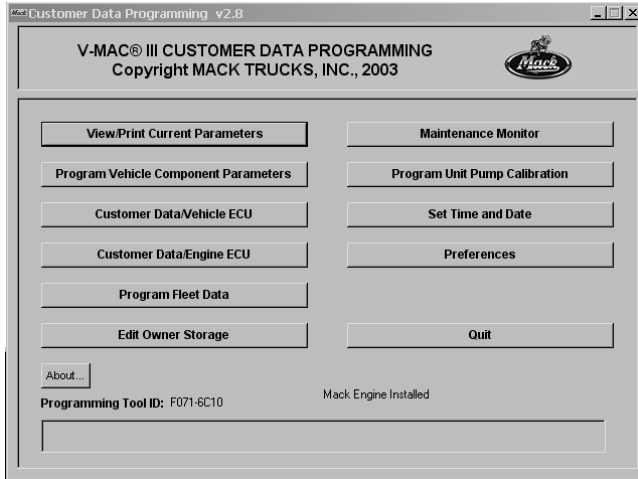 Customer Data Programming v2.8
V-MAC® III CUSTOMER DATA PROGRAMMING
Copyright MACK TRUCKS, INC., 2003
Mack
View/Print Current Parameters
Maintenance Monitor
Program Vehicle Component Parameters
Program Unit Pump Calibration
Customer Data/Vehicle ECU
Set Time and Date
Customer Data/Engine ECU
Preferences
Program Fleet Data
Edit Owner Storage
Quit
About...
Programming Tool ID: F071-6C10
Mack Engine Installed